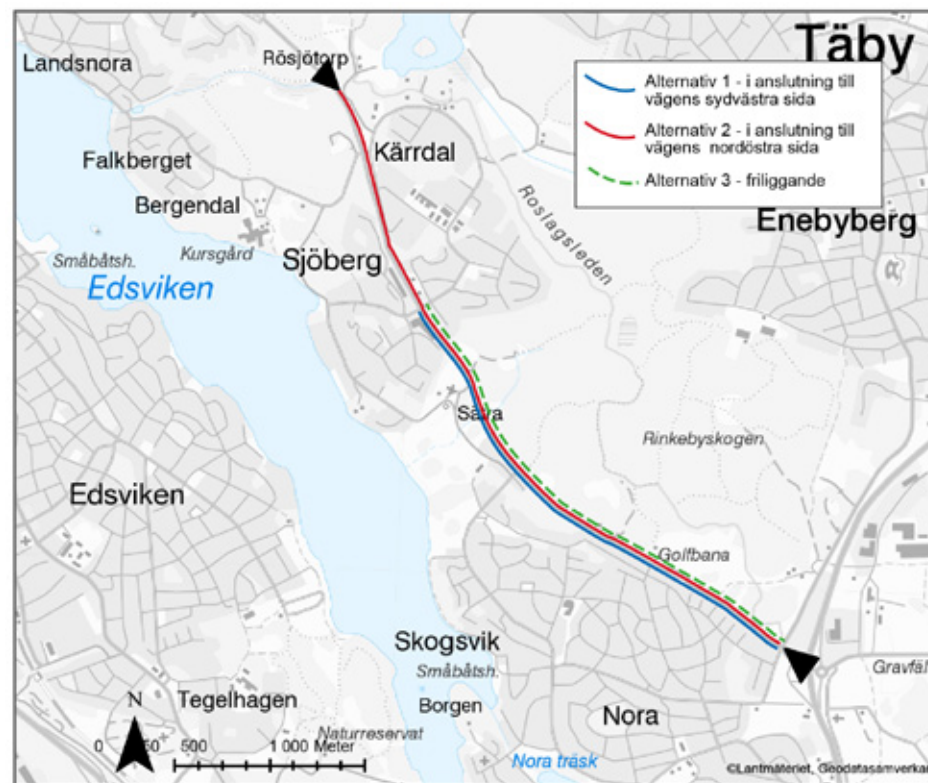 Täby
Landsnora
Rösjötorp
Alternativ 1 - i anslutning till
vägens sydvästra sida
Alternativ 2 - i anslutning till
vägens nordöstra sida
Alternativ 3 - friliggande
Kärrdal
Falkberget
Bergendal
Roslagsleden
Enebyberg
Kursgård
Sjöberg
Småbåtsh.
Edsviken
Rinkebyskogen
Edsviken
Golfbana
Skogsvik
Småbåtsh.
Gravfäl
Tegelhagen
Borgen
Nora
N
Naturreservat
0
500
1 000 Meter
Nora träsk
©Lantmäteriet, Geodatasamverkan